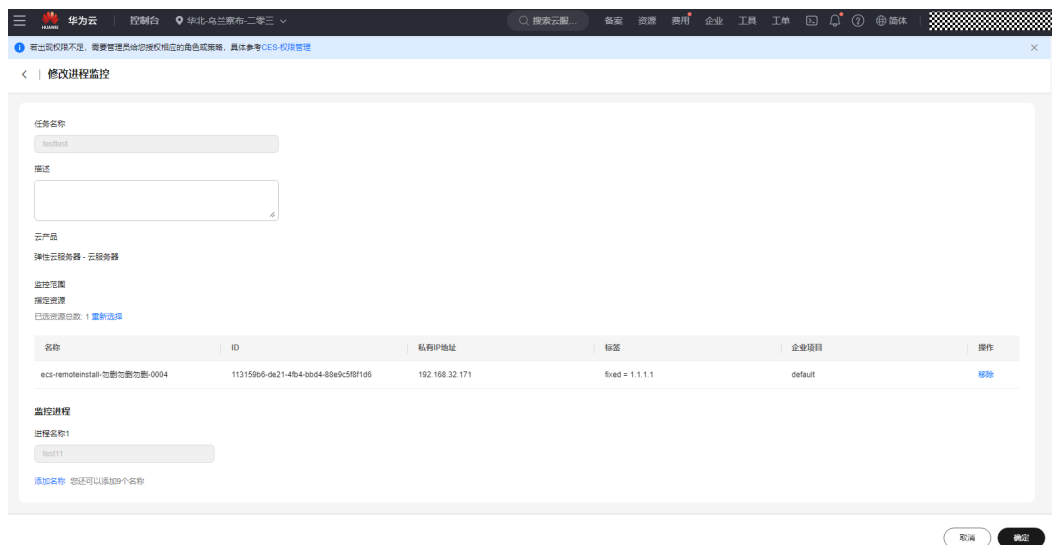 HUAWEI 华为云 控制台 华北-乌兰察布-二零三 搜索云服... 备案 资源 费用 企业 工具 工单 简体
若出现权限不足，需要管理员给您授权相应的角色或策略，具体参考CES-权限管理
修改进程监控
任务名称
testtest
描述
云产品
弹性云服务器 - 云服务器
监控范围
指定资源
已选资源总数: 1 重新选择
名称 ID 私有IP地址 标签 企业项目 操作
ecs-remoteinstall-勿删勿删勿删-0004 113159b6-de21-4fb4-bbd4-88e9c5f8f1d6 192.168.32.171 fixed = 1.1.1.1 default 移除
监控进程
进程名称1
test11
添加名称 您还可以添加9个名称
取消 确定